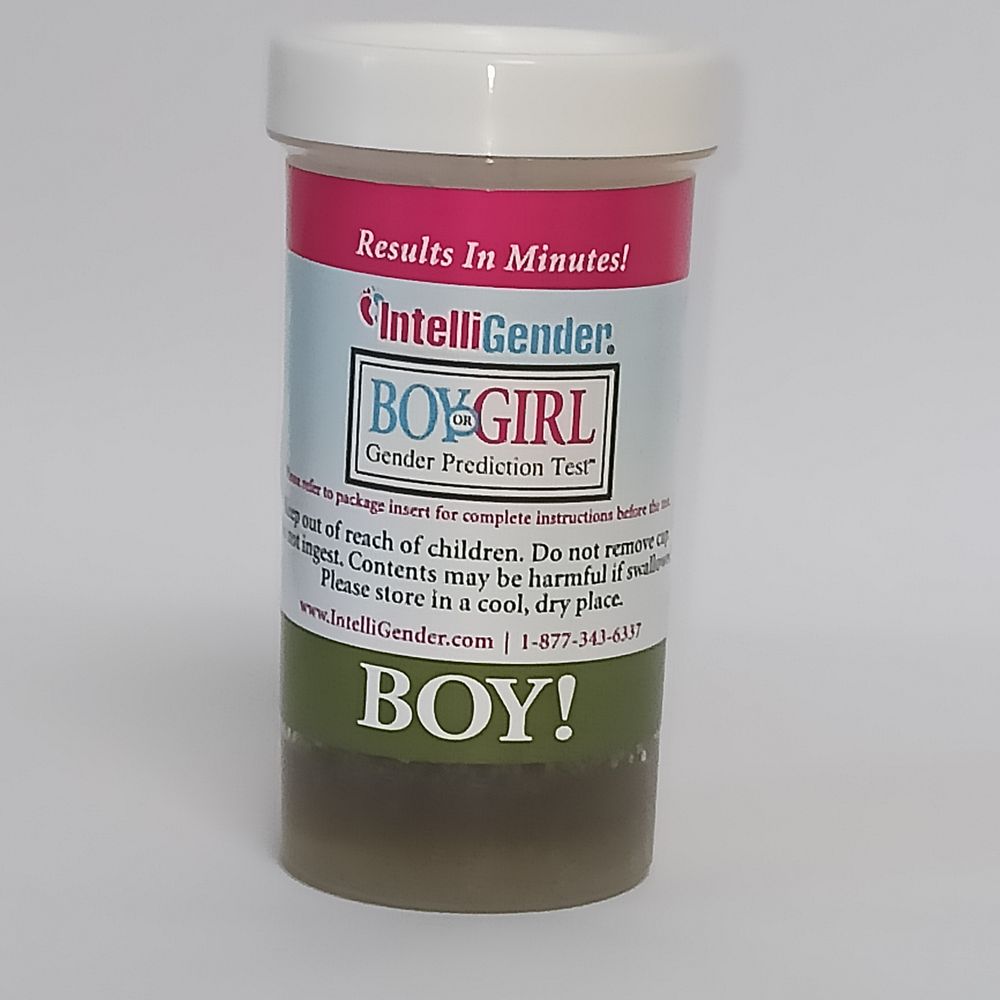 Results In Minutes!
IntelliGender.
BOY OR GIRL
Gender Prediction Test™
refer to package insert for complete instructions before the
out of reach of children. Do not remove cap
not ingest. Contents may be harmful if swallowed
Please store in a cool, dry place.
www.IntelliGender.com | 1-877-343-6337
BOY!